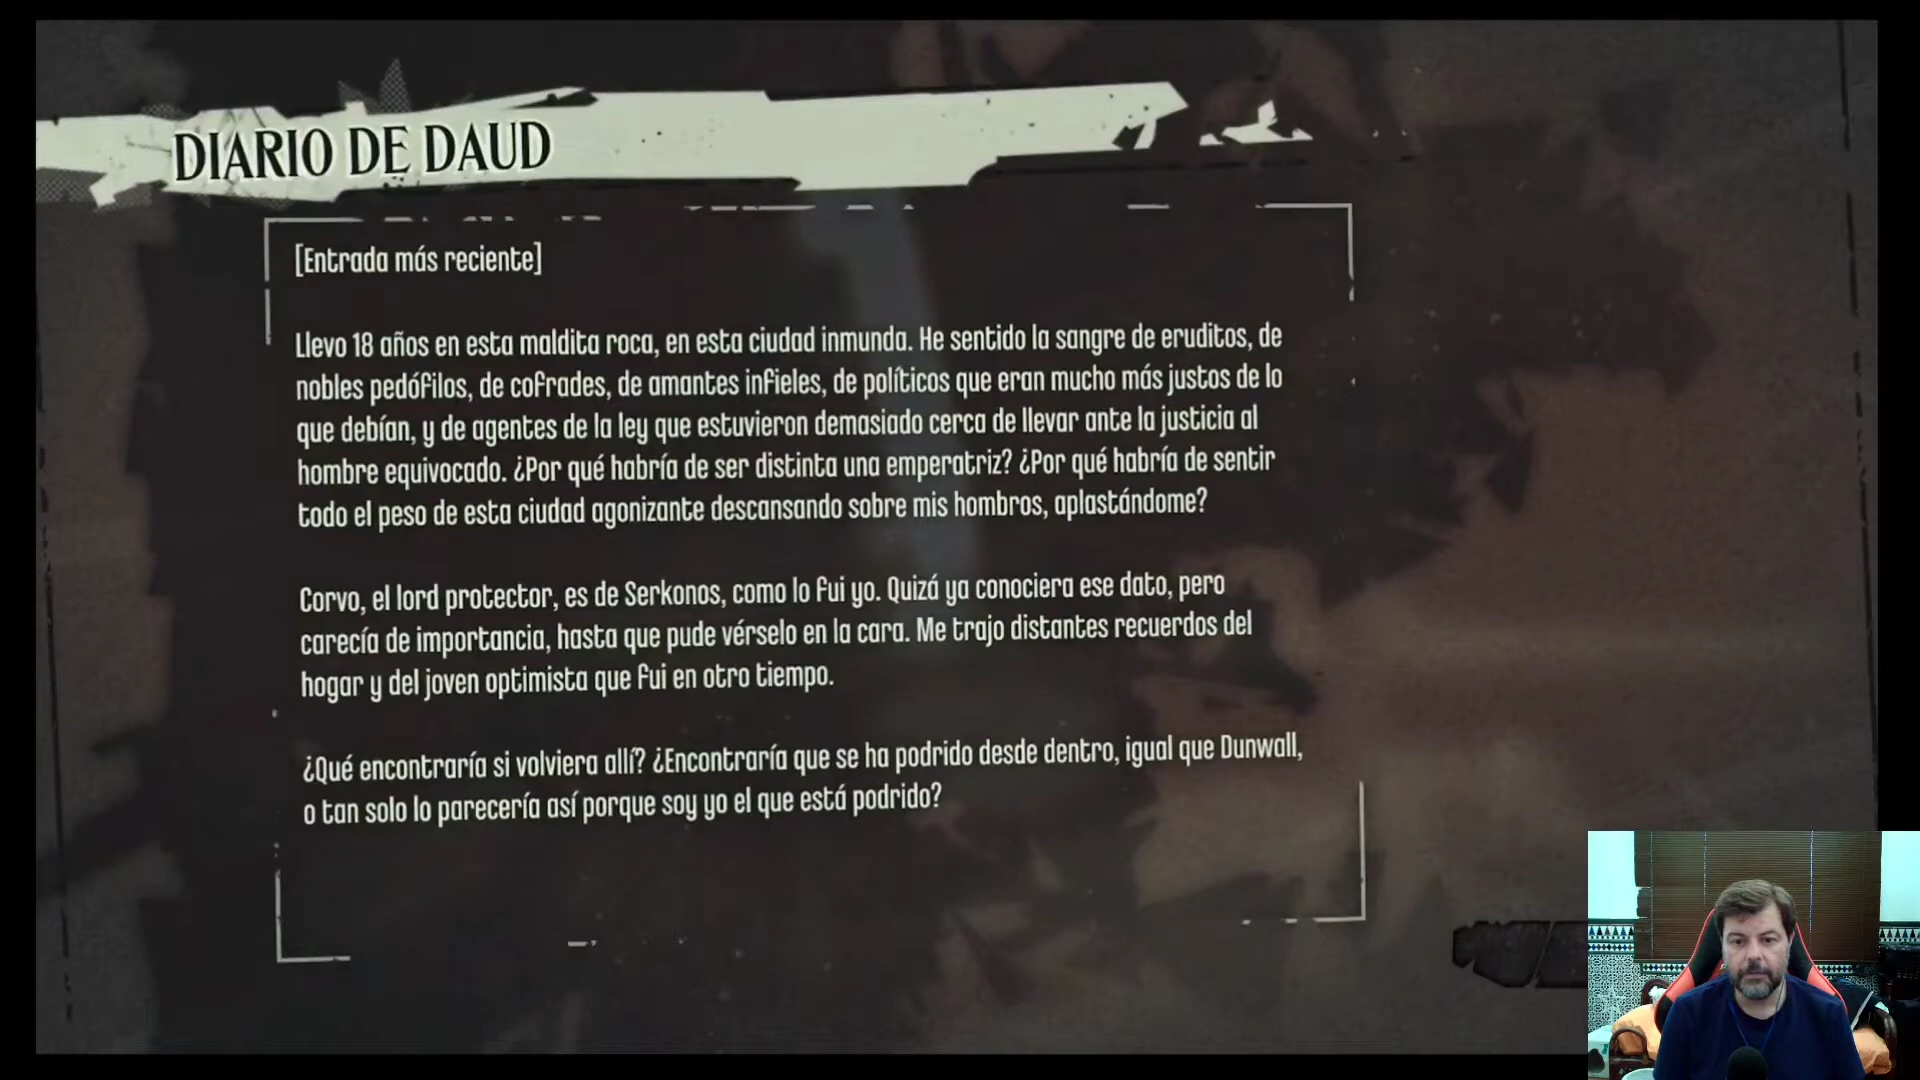 DIARIO DE DAUD
[Entrada más reciente]
Llevo 18 años en esta maldita roca, en esta ciudad inmunda. He sentido la sangre de eruditos, de
nobles pedófilos, de cofrades, de amantes infieles, de políticos que eran mucho más justos de lo
que debían, y de agentes de la ley que estuvieron demasiado cerca de llevar ante la justicia al
hombre equivocado. ¿Por qué habría de ser distinta una emperatriz? ¿Por qué habría de sentir
todo el peso de esta ciudad agonizante descansando sobre mis hombros, aplastándome?
Corvo, el lord protector, es de Serkonos, como lo fui yo. Quizá ya conociera ese dato, pero
carecía de importancia, hasta que pude vérselo en la cara. Me trajo distantes recuerdos del
hogar y del joven optimista que fui en otro tiempo.
¿Qué encontraría si volviera allí? ¿Encontraría que se ha podrido desde dentro, igual que Dunwall,
o tan solo lo parecería así porque soy yo el que está podrido?